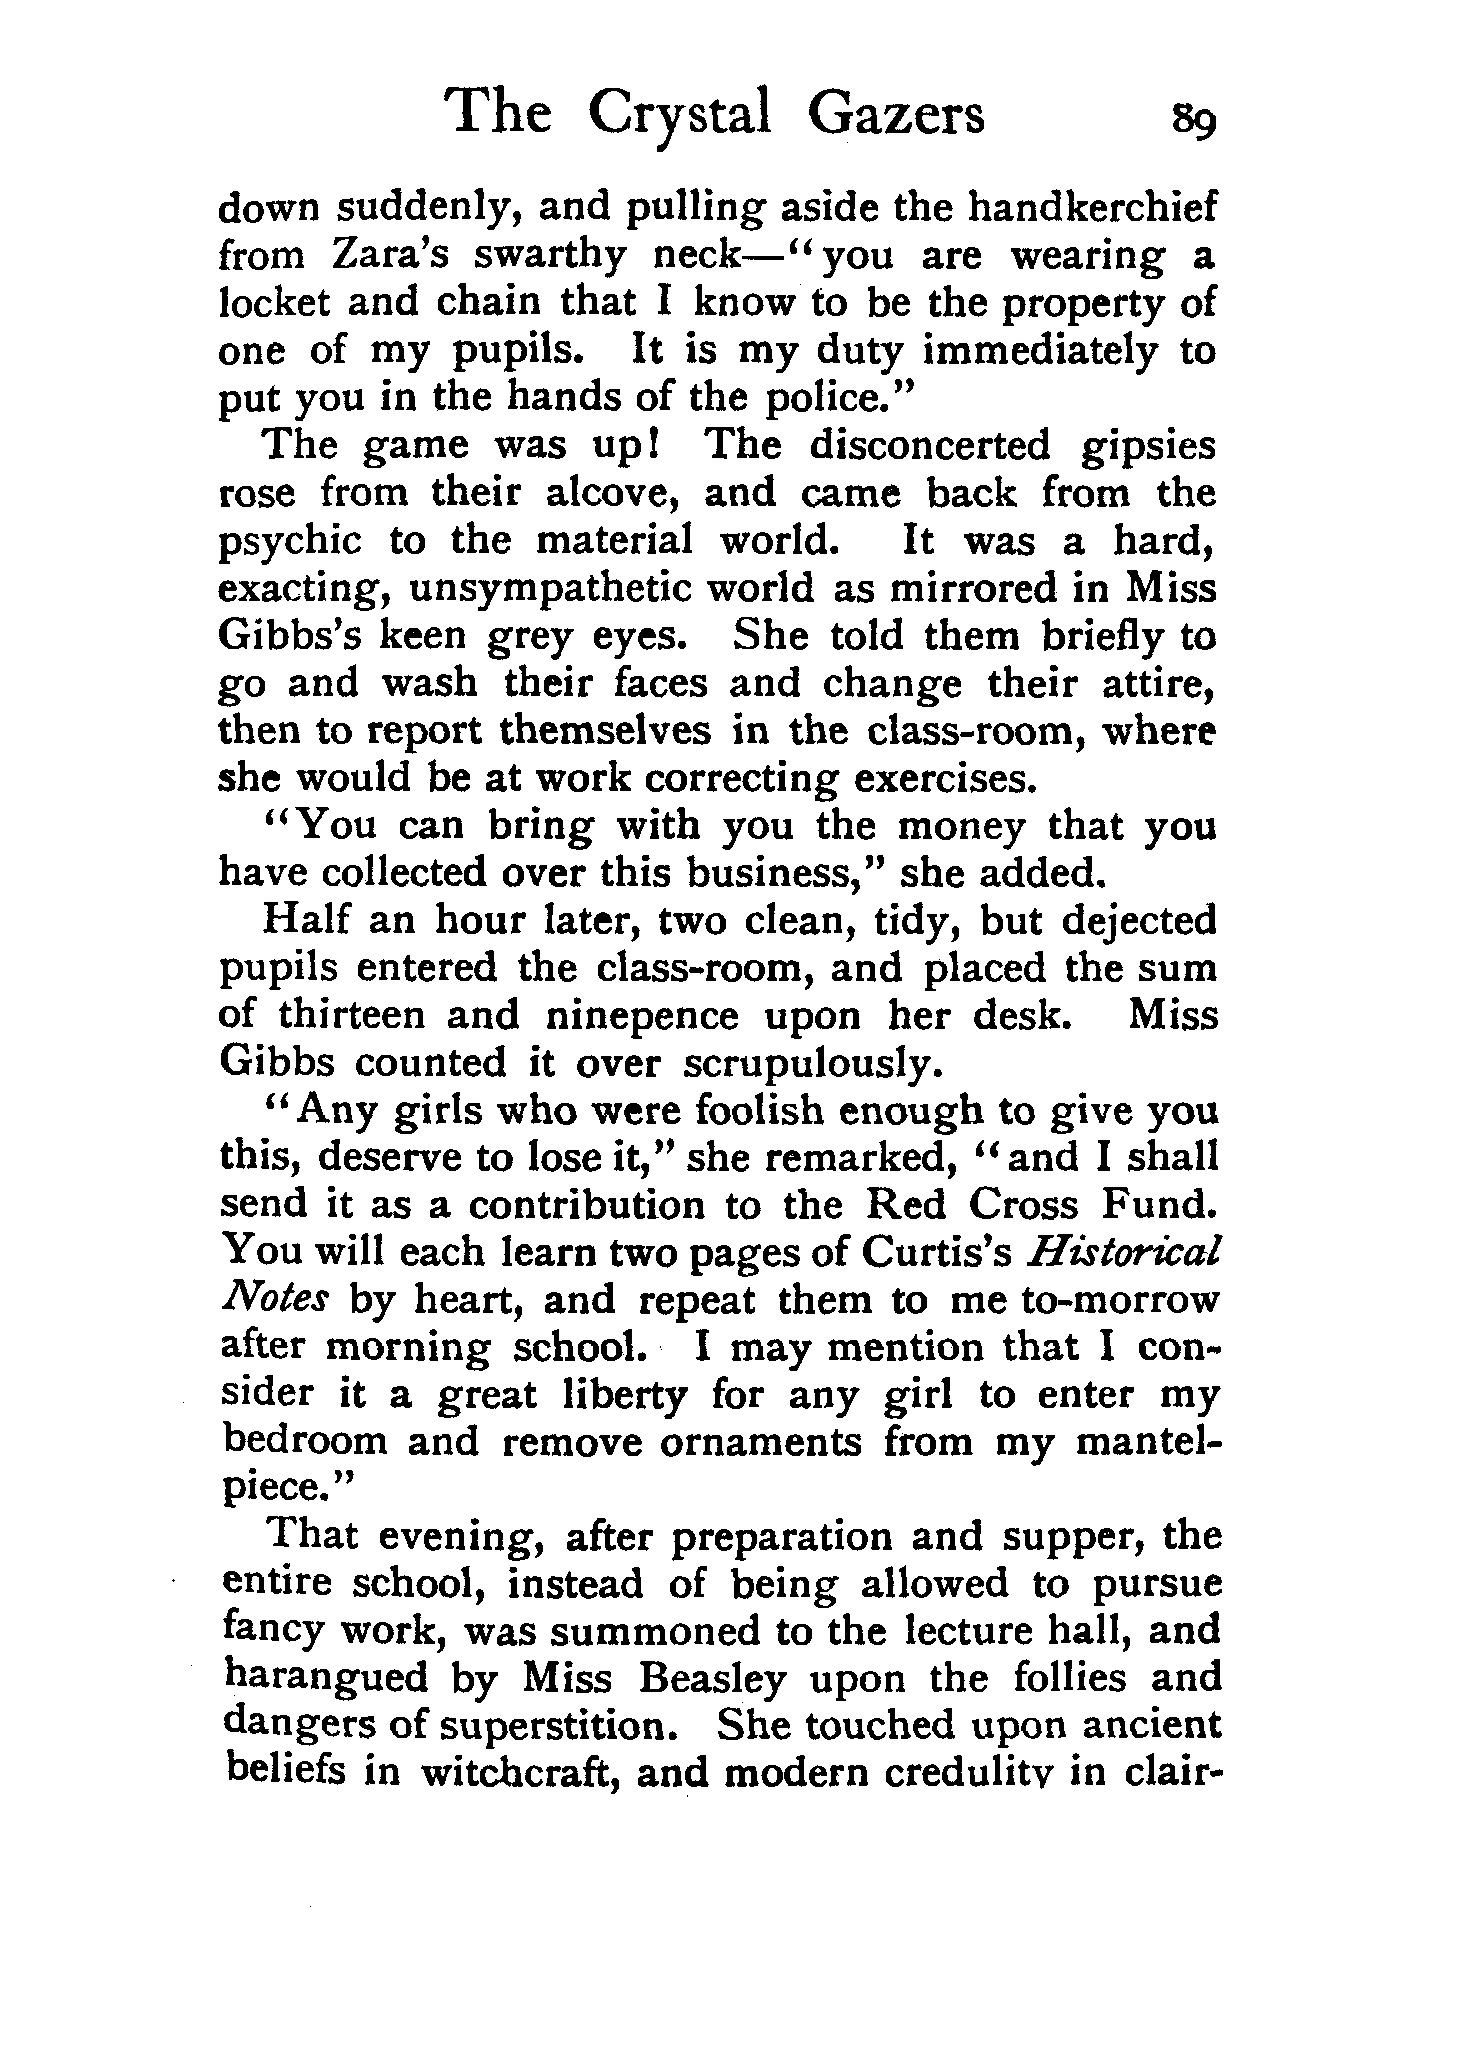 The Crystal Gazers 89
down suddenly, and pulling aside the handkerchief
from Zara's swarthy neck—“you are wearing a
locket and chain that I know to be the property of
one of my pupils. It is my duty immediately to
put you in the hands of the police.”
The game was up! The disconcerted gipsies
rose from their alcove, and came back from the
psychic to the material world. It was a hard,
exacting, unsympathetic world as mirrored in Miss
Gibbs's keen grey eyes. She told them briefly to
go and wash their faces and change their attire,
then to report themselves in the class-room, where
she would be at work correcting exercises.
“You can bring with you the money that you
have collected over this business,” she added.
Half an hour later, two clean, tidy, but dejected
pupils entered the class-room, and placed the sum
of thirteen and ninepence upon her desk. Miss
Gibbs counted it over scrupulously.
“Any girls who were foolish enough to give you
this, deserve to lose it,” she remarked, “and I shall
send it as a contribution to the Red Cross Fund.
You will each learn two pages of Curtis's Historical
Notes by heart, and repeat them to me to-morrow
after morning school. I may mention that I con-
sider it a great liberty for any girl to enter my
bedroom and remove ornaments from my mantel-
piece.”
That evening, after preparation and supper, the
entire school, instead of being allowed to pursue
fancy work, was summoned to the lecture hall, and
harangued by Miss Beasley upon the follies and
dangers of superstition. She touched upon ancient
beliefs in witchcraft, and modern credulity in clair-